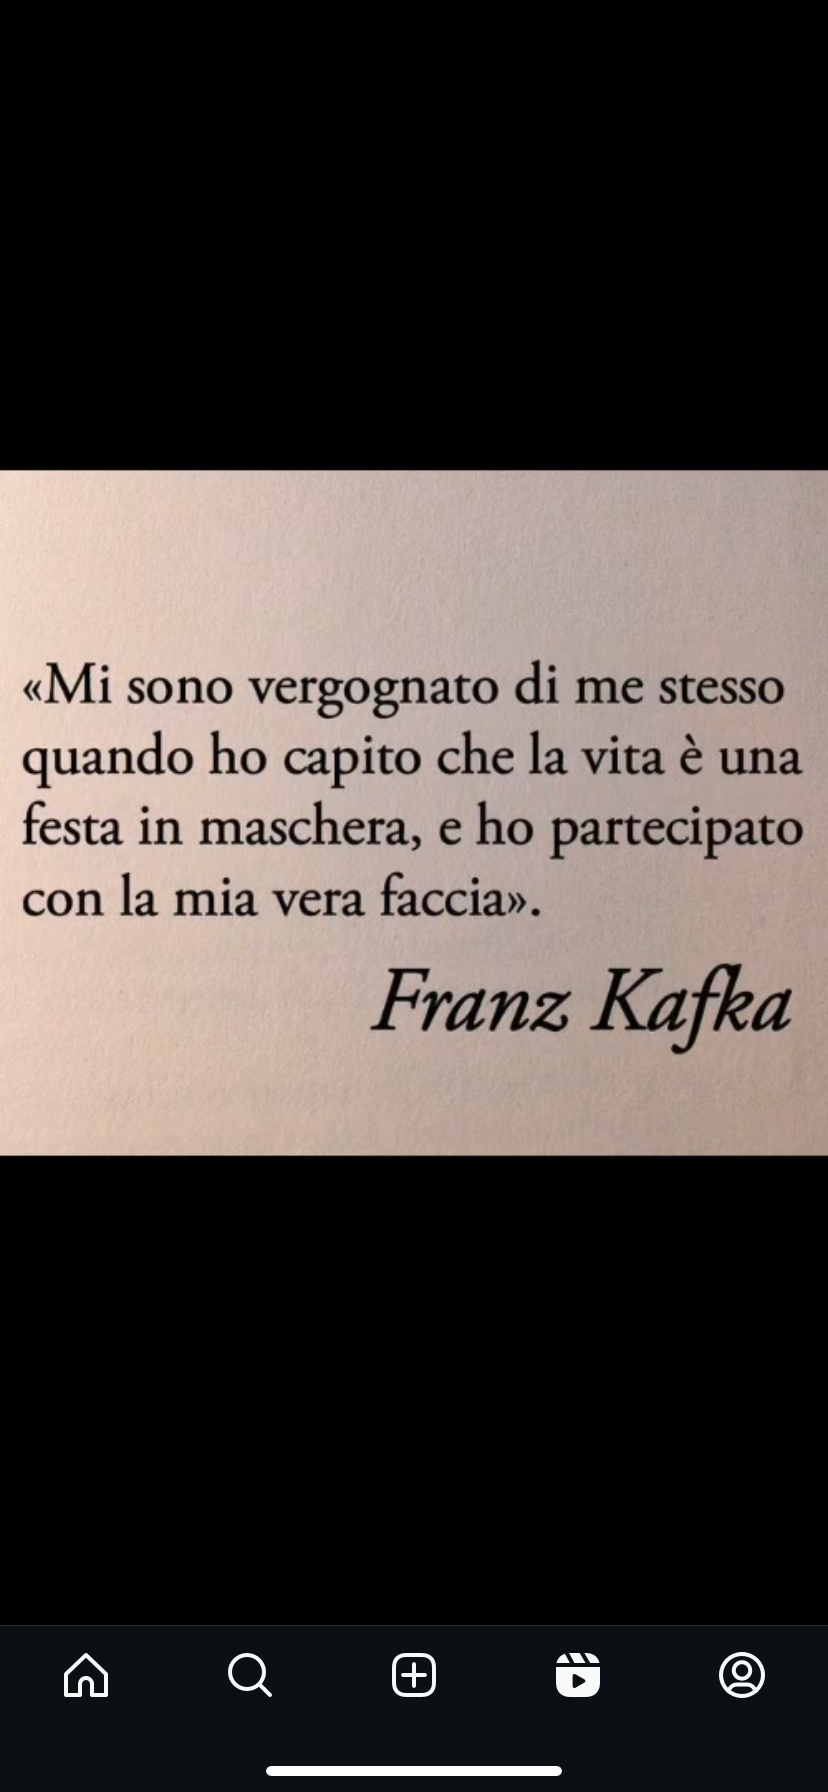 «Mi sono vergognato di me stesso
quando ho capito che la vita è una
festa in maschera, e ho partecipato
con la mia vera faccia».
Franz Kafka